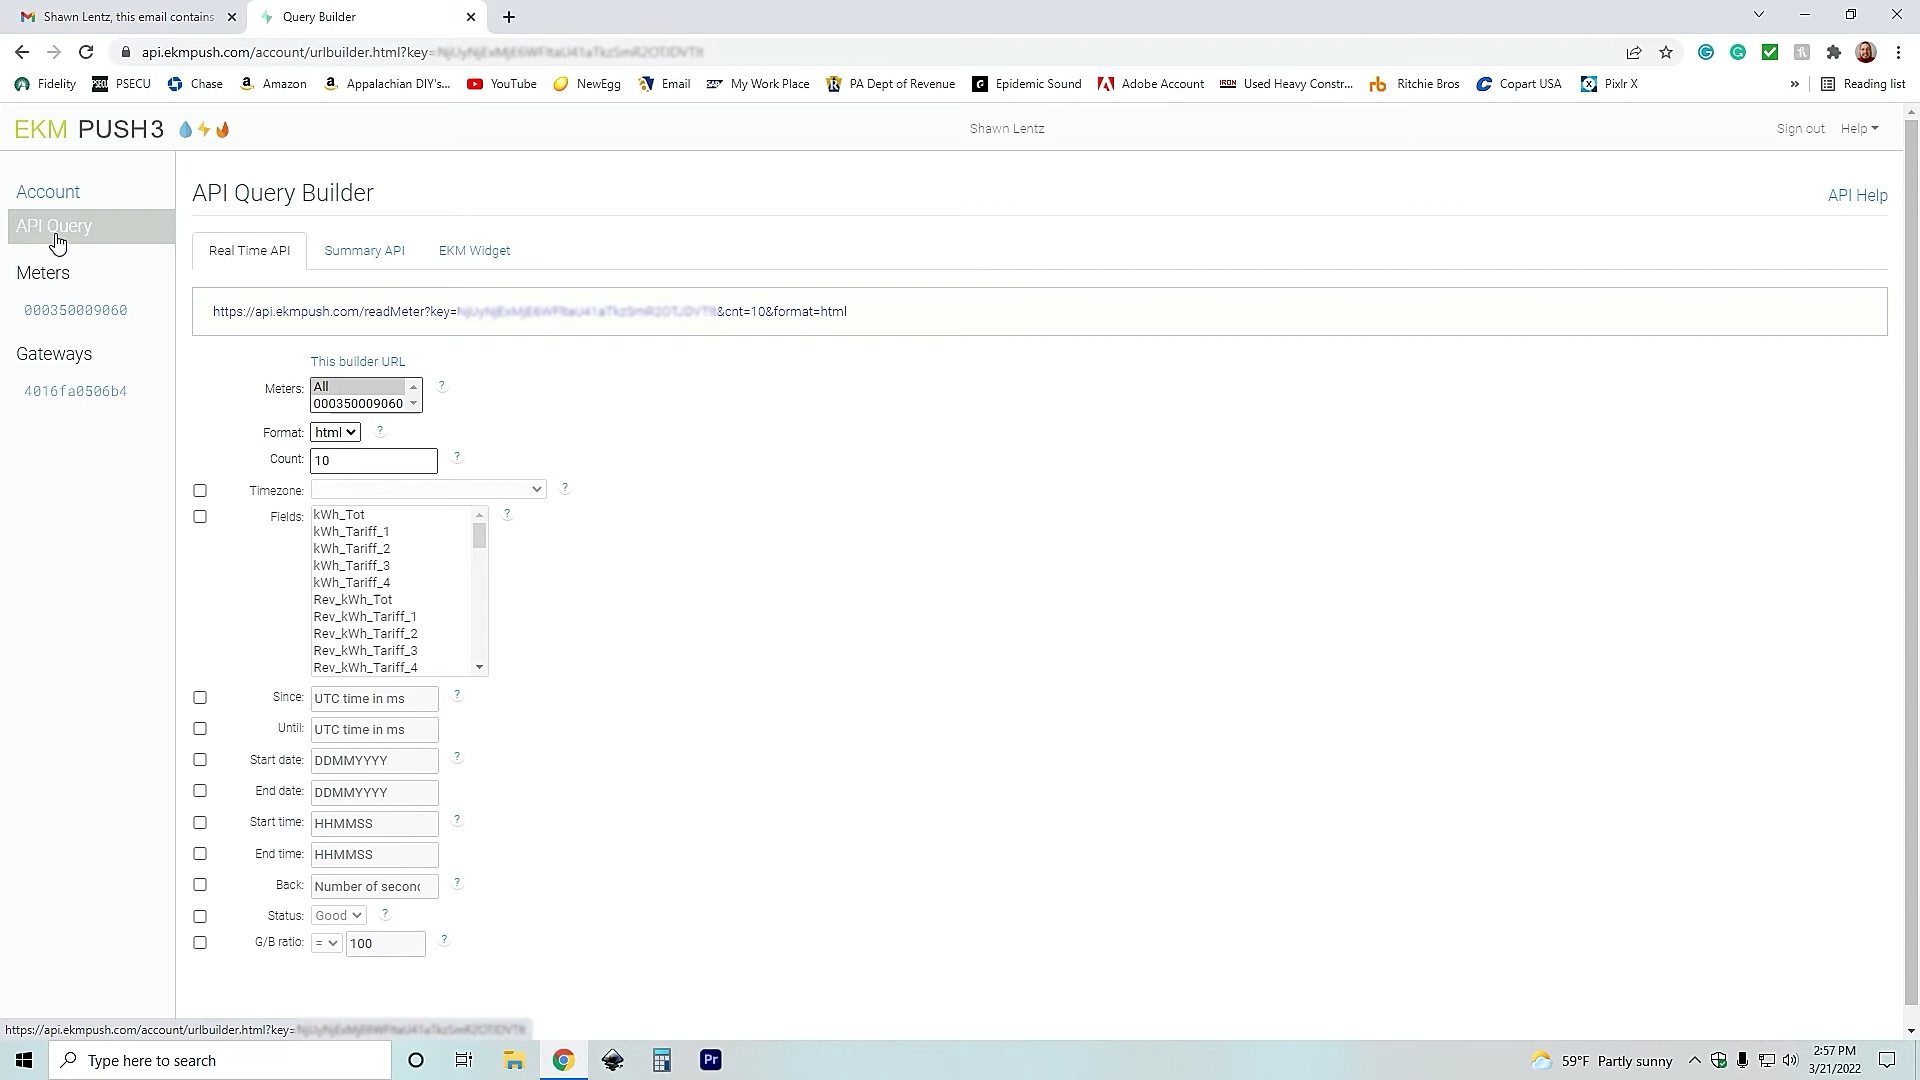 Shawn Lentz, this email contains
Query Builder
api.ekmpush.com/account/urlbuilder.html?key=
Fidelity PSECU Chase Amazon Appalachian DIY's... YouTube NewEgg Email My Work Place PA Dept of Revenue Epidemic Sound Adobe Account Used Heavy Constr... Ritchie Bros Copart USA Pixlr X » Reading list
EKM PUSH3
Shawn Lentz
Sign out Help
Account
API Query
Meters
000350009060
Gateways
4016fa0506b4
API Query Builder
API Help
Real Time API Summary API EKM Widget
https://api.ekmpush.com/readMeter?key= &cnt=10&format=html
This builder URL
Meters: All ?
000350009060
Format: html ?
Count: 10 ?
Timezone: ?
Fields: kWh_Tot ?
kWh_Tariff_1
kWh_Tariff_2
kWh_Tariff_3
kWh_Tariff_4
Rev_kWh_Tot
Rev_kWh_Tariff_1
Rev_kWh_Tariff_2
Rev_kWh_Tariff_3
Rev_kWh_Tariff_4
Since: UTC time in ms ?
Until: UTC time in ms
Start date: DDMMYYYY ?
End date: DDMMYYYY
Start time: HHMMSS ?
End time: HHMMSS
Back: Number of secon ?
Status: Good ?
G/B ratio: = 100 ?
https://api.ekmpush.com/account/urlbuilder.html?key=
Type here to search
Pr
59°F Partly sunny
2:57 PM
3/21/2022